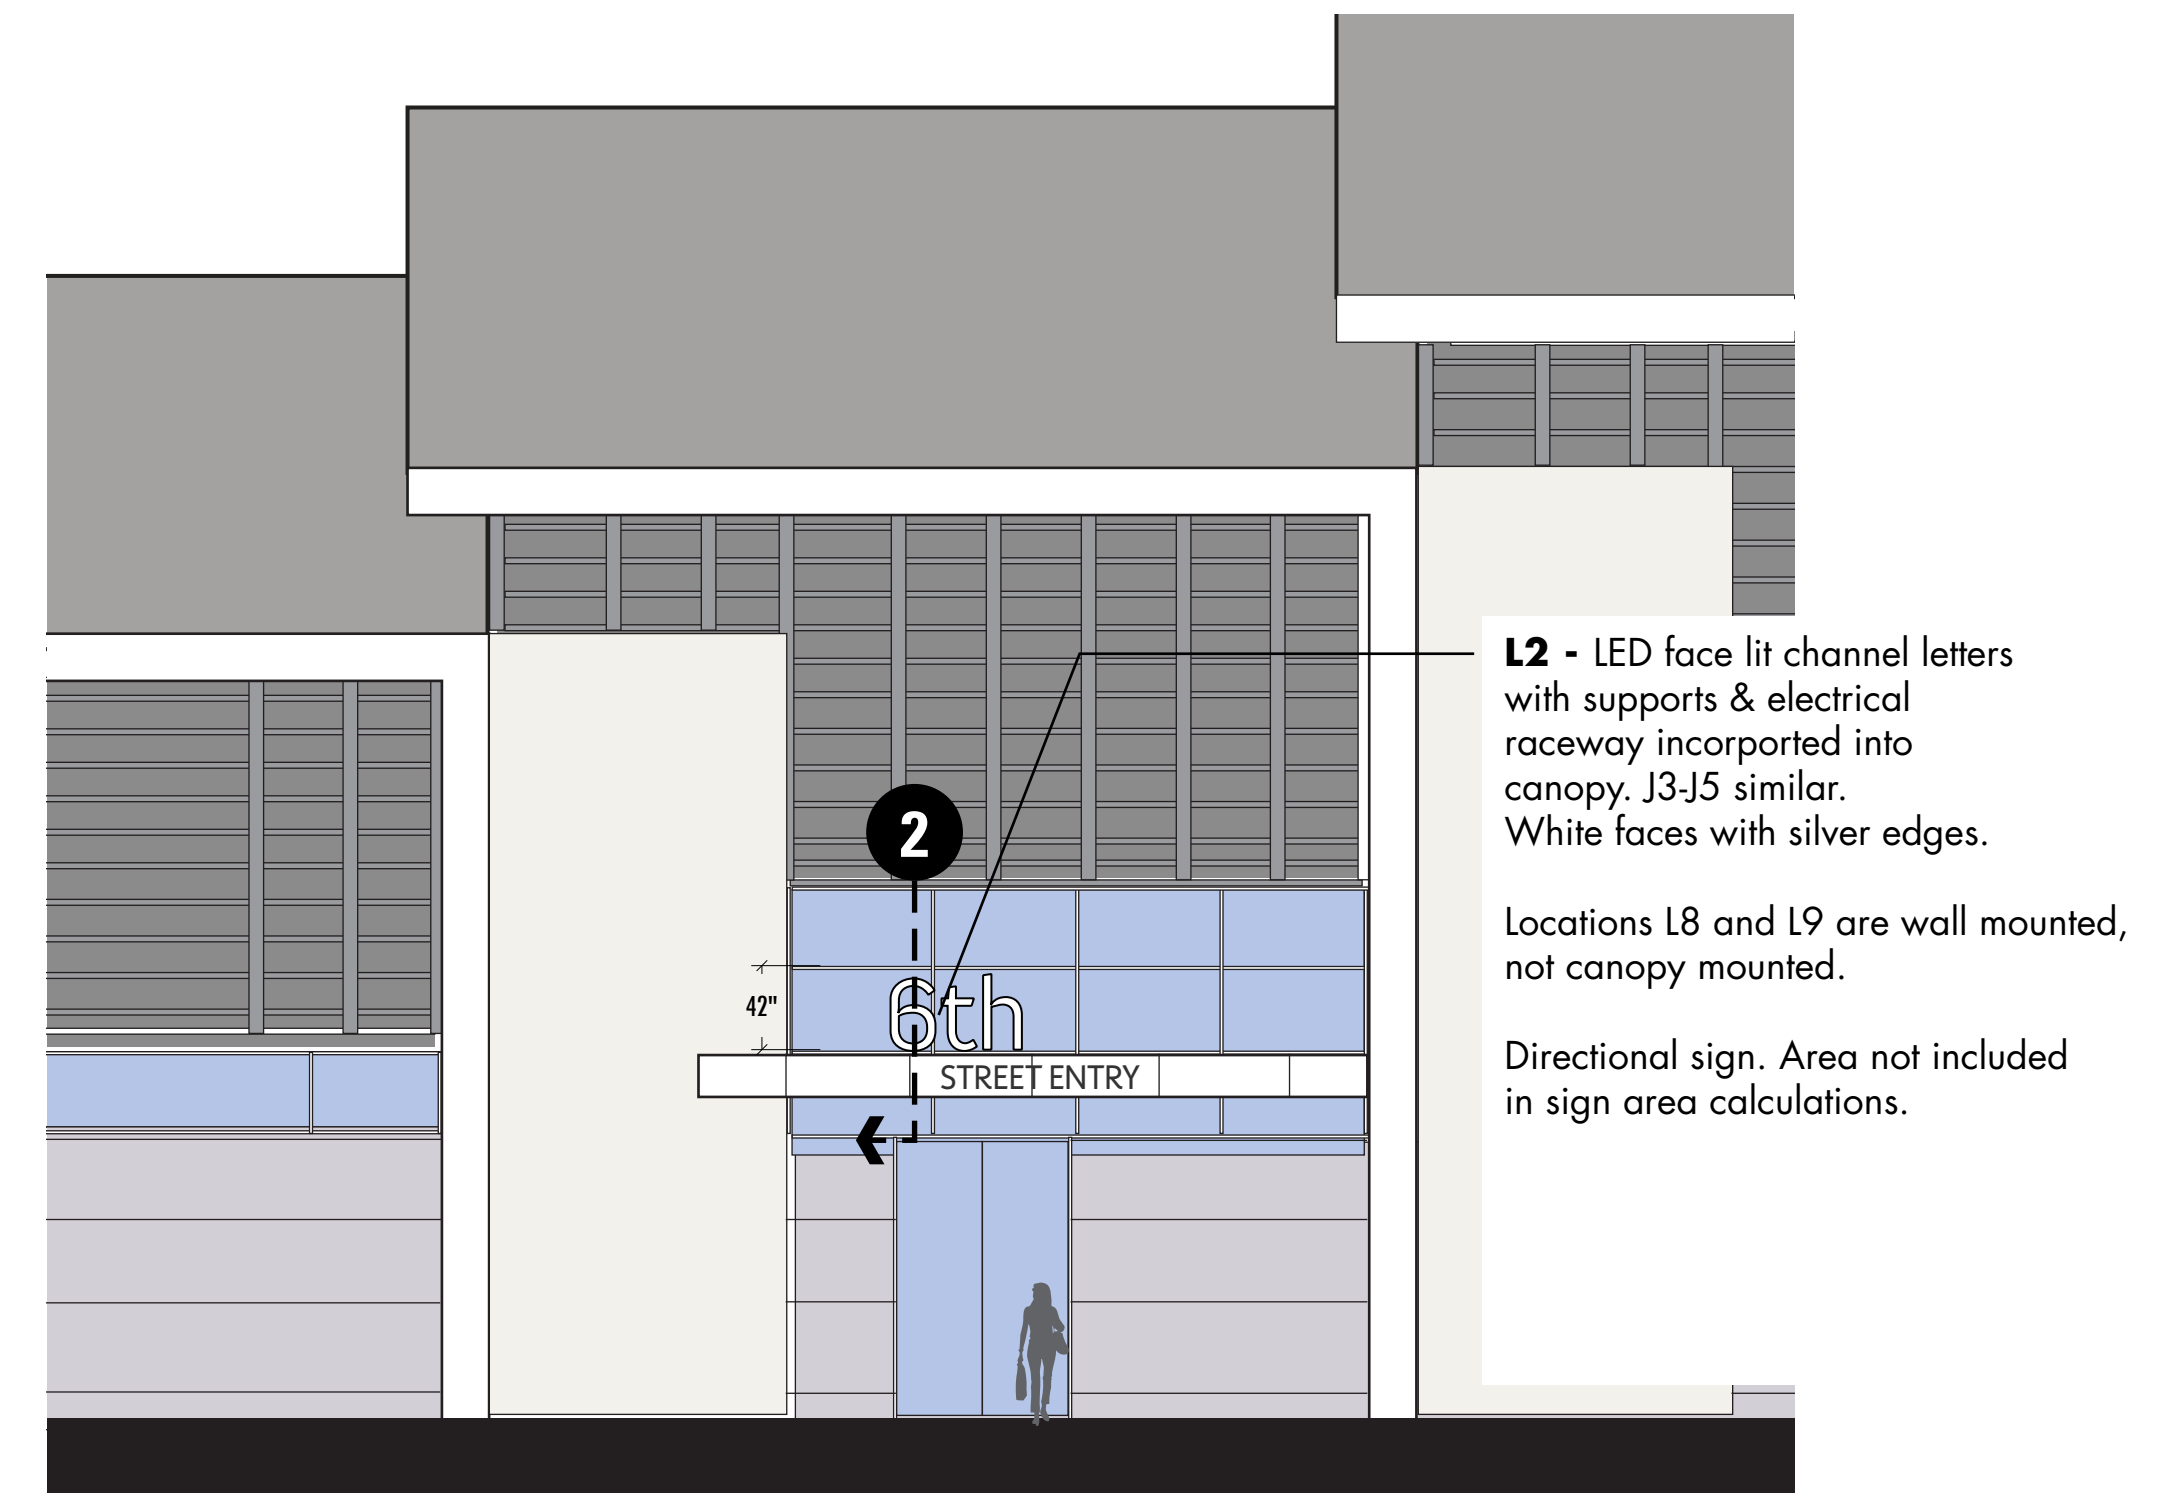 L2 - LED face lit channel letters
with supports & electrical
raceway incorported into
canopy. J3-J5 similar.
White faces with silver edges.
Locations L8 and L9 are wall mounted,
not canopy mounted.
Directional sign. Area not included
in sign area calculations.
2
42"
6th
STREET ENTRY